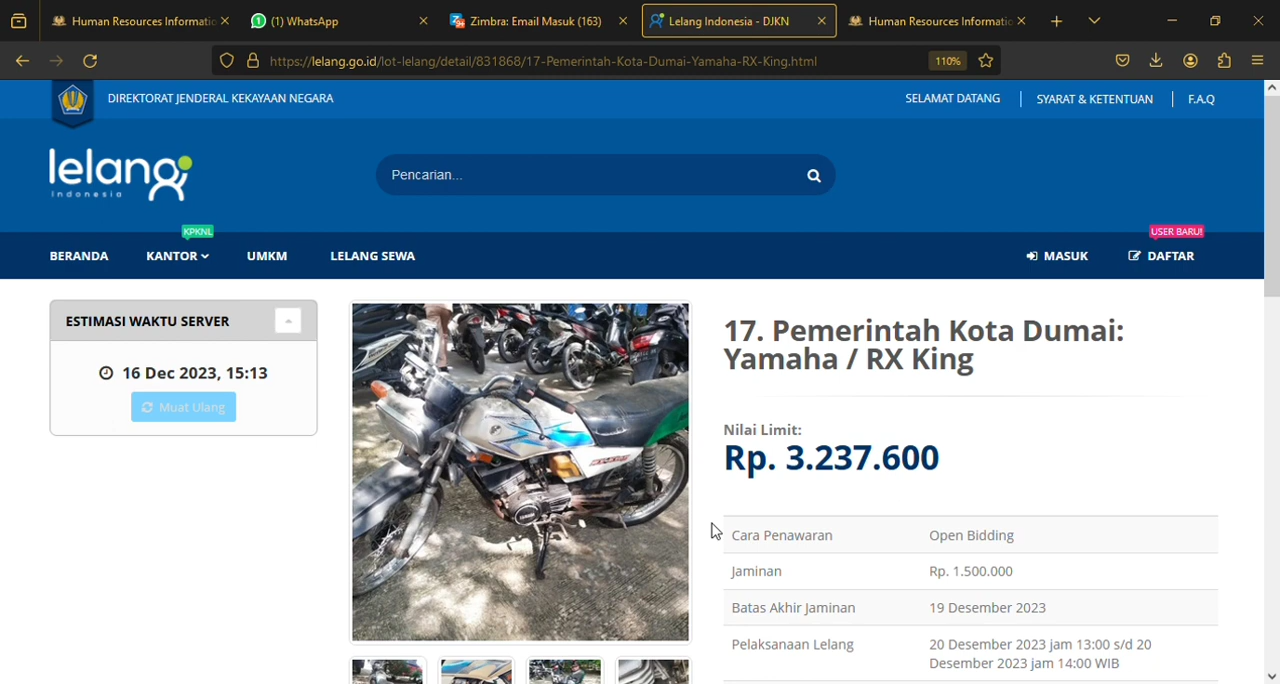 Human Resources Informatio
(1) WhatsApp
Zimbra: Email Masuk (163)
Lelang Indonesia - DJKN
Human Resources Informatio
https://lelang.go.id/lot-lelang/detail/831868/17-Pemerintah-Kota-Dumai-Yamaha-RX-King.html
110%
DIREKTORAT JENDERAL KEKAYAAN NEGARA
SELAMAT DATANG
SYARAT & KETENTUAN
F.A.Q
lelang
indonesia
Pencarian...
KPKNL
USER BARU!
BERANDA
KANTOR
UMKM
LELANG SEWA
MASUK
DAFTAR
ESTIMASI WAKTU SERVER
16 Dec 2023, 15:13
Muat Ulang
17. Pemerintah Kota Dumai:
Yamaha / RX King
Nilai Limit:
Rp. 3.237.600
Cara Penawaran Open Bidding
Jaminan Rp. 1.500.000
Batas Akhir Jaminan 19 Desember 2023
Pelaksanaan Lelang 20 Desember 2023 jam 13:00 s/d 20
Desember 2023 jam 14:00 WIB